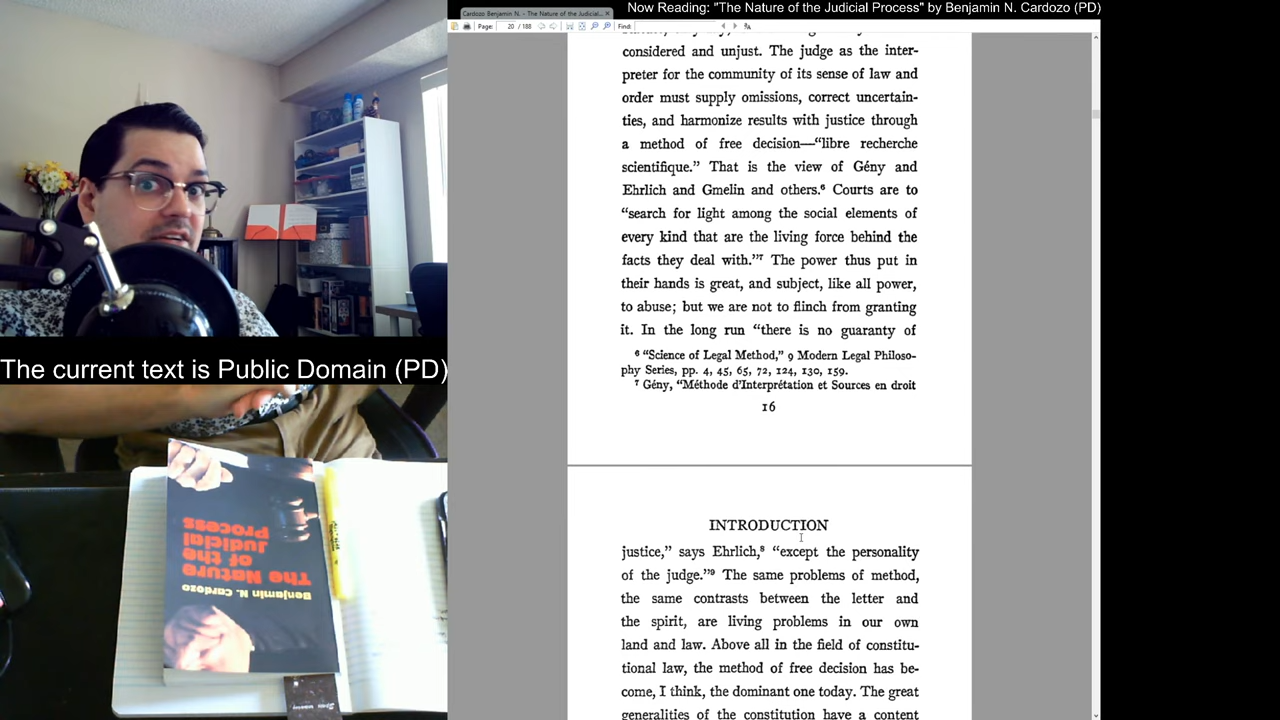 Now Reading: "The Nature of the Judicial Process" by Benjamin N. Cardozo (PD)
Cardozo Benjamin N. - The Nature of the Judicial...
Page: 20 / 188 Find:
considered and unjust. The judge as the inter-
preter for the community of its sense of law and
order must supply omissions, correct uncertain-
ties, and harmonize results with justice through
a method of free decision—“libre recherche
scientifique.” That is the view of Gény and
Ehrlich and Gmelin and others.⁶ Courts are to
“search for light among the social elements of
every kind that are the living force behind the
facts they deal with.”⁷ The power thus put in
their hands is great, and subject, like all power,
to abuse; but we are not to flinch from granting
it. In the long run “there is no guaranty of
⁶ “Science of Legal Method,” 9 Modern Legal Philoso-
phy Series, pp. 4, 45, 65, 72, 124, 130, 159.
⁷ Gény, “Méthode d’Interprétation et Sources en droit
16
INTRODUCTION
justice,” says Ehrlich,⁸ “except the personality
of the judge.”⁹ The same problems of method,
the same contrasts between the letter and
the spirit, are living problems in our own
land and law. Above all in the field of constitu-
tional law, the method of free decision has be-
come, I think, the dominant one today. The great
generalities of the constitution have a content
The current text is Public Domain (PD)
Benjamin N. Cardozo
The Nature
of the
Judicial
Process